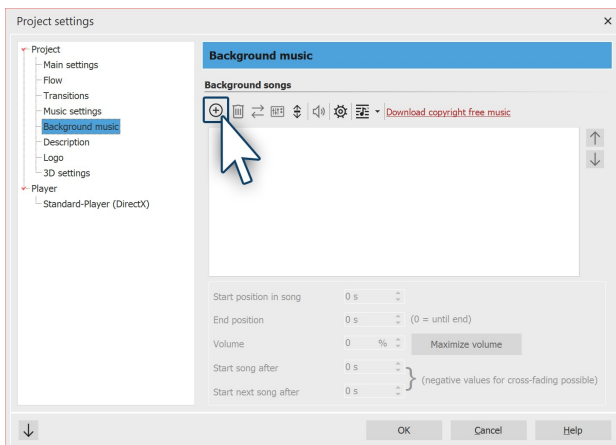 Project settings
Project
Main settings
Flow
Transitions
Music settings
Background music
Description
Logo
3D settings
Player
Standard-Player (DirectX)
Background music
Background songs
Download copyright free music
Start position in song 0 s
End position 0 s (0 = until end)
Volume 0 % Maximize volume
Start song after 0 s
(negative values for cross-fading possible)
Start next song after 0 s
OK Cancel Help